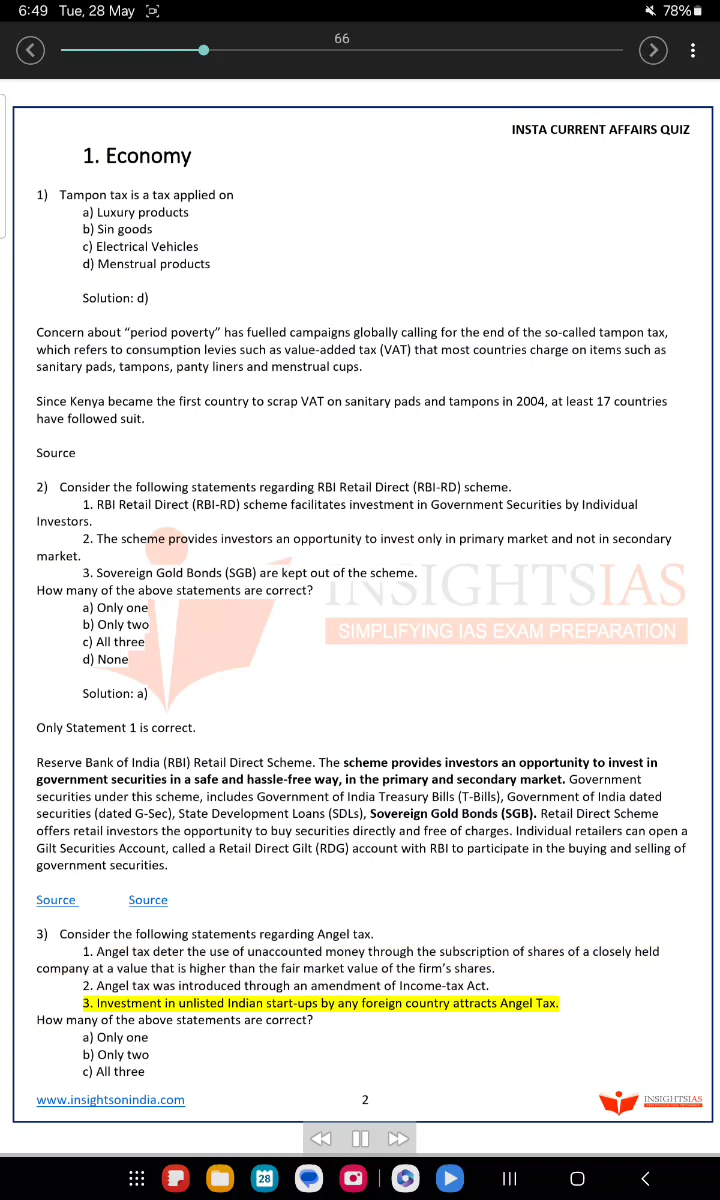 6:49 Tue, 28 May
78%
66
INSTA CURRENT AFFAIRS QUIZ
1. Economy
1) Tampon tax is a tax applied on
a) Luxury products
b) Sin goods
c) Electrical Vehicles
d) Menstrual products
Solution: d)
Concern about “period poverty” has fuelled campaigns globally calling for the end of the so-called tampon tax,
which refers to consumption levies such as value-added tax (VAT) that most countries charge on items such as
sanitary pads, tampons, panty liners and menstrual cups.
Since Kenya became the first country to scrap VAT on sanitary pads and tampons in 2004, at least 17 countries
have followed suit.
Source
2) Consider the following statements regarding RBI Retail Direct (RBI-RD) scheme.
1. RBI Retail Direct (RBI-RD) scheme facilitates investment in Government Securities by Individual
Investors.
2. The scheme provides investors an opportunity to invest only in primary market and not in secondary
market.
3. Sovereign Gold Bonds (SGB) are kept out of the scheme.
How many of the above statements are correct?
a) Only one
b) Only two
c) All three
d) None
INSIGHTSIAS
SIMPLIFYING IAS EXAM PREPARATION
Solution: a)
Only Statement 1 is correct.
Reserve Bank of India (RBI) Retail Direct Scheme. The scheme provides investors an opportunity to invest in
government securities in a safe and hassle-free way, in the primary and secondary market. Government
securities under this scheme, includes Government of India Treasury Bills (T-Bills), Government of India dated
securities (dated G-Sec), State Development Loans (SDLs), Sovereign Gold Bonds (SGB). Retail Direct Scheme
offers retail investors the opportunity to buy securities directly and free of charges. Individual retailers can open a
Gilt Securities Account, called a Retail Direct Gilt (RDG) account with RBI to participate in the buying and selling of
government securities.
Source Source
3) Consider the following statements regarding Angel tax.
1. Angel tax deter the use of unaccounted money through the subscription of shares of a closely held
company at a value that is higher than the fair market value of the firm’s shares.
2. Angel tax was introduced through an amendment of Income-tax Act.
3. Investment in unlisted Indian start-ups by any foreign country attracts Angel Tax.
How many of the above statements are correct?
a) Only one
b) Only two
c) All three
www.insightsonindia.com 2 INSIGHTSIAS
28